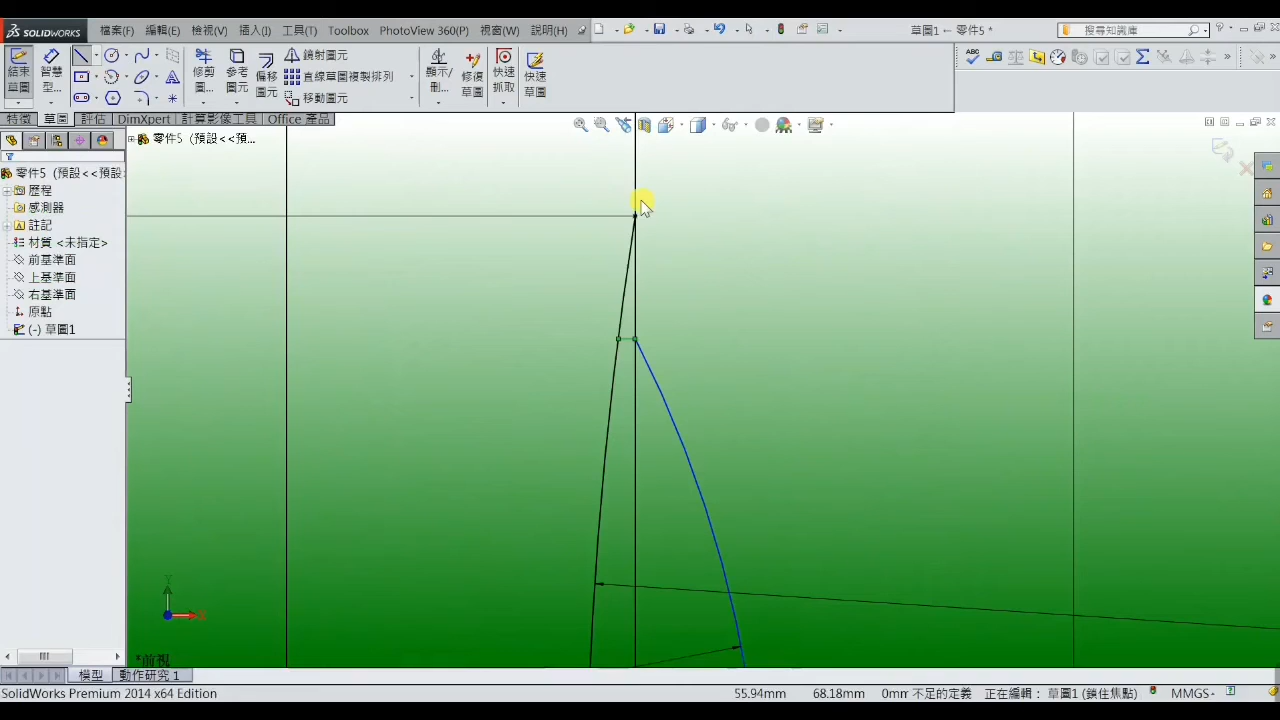 SOLIDWORKS 檔案(F) 編輯(E) 檢視(V) 插入(I) 工具(T) Toolbox PhotoView 360(P) 視窗(W) 說明(H) 草圖1 ← 零件5 * 搜尋知識庫
結束草圖 智慧型... 修剪圖... 參考圖元 偏移圖元 鏡射圖元 直線草圖複製排列 移動圖元 顯示/刪... 修復草圖 快速抓取 快速草圖
特徵 草圖 評估 DimXpert 計算影像工具 Office 產品
零件5 (預設<<預...
零件5 (預設<<預設
歷程
感測器
註記
材質 <未指定>
前基準面
上基準面
右基準面
原點
(-) 草圖1
Y
X
*前視
模型 動作研究 1
SolidWorks Premium 2014 x64 Edition 55.94mm 68.18mm 0mm 不足的定義 正在編輯： 草圖1 (鎖住焦點) MMGS